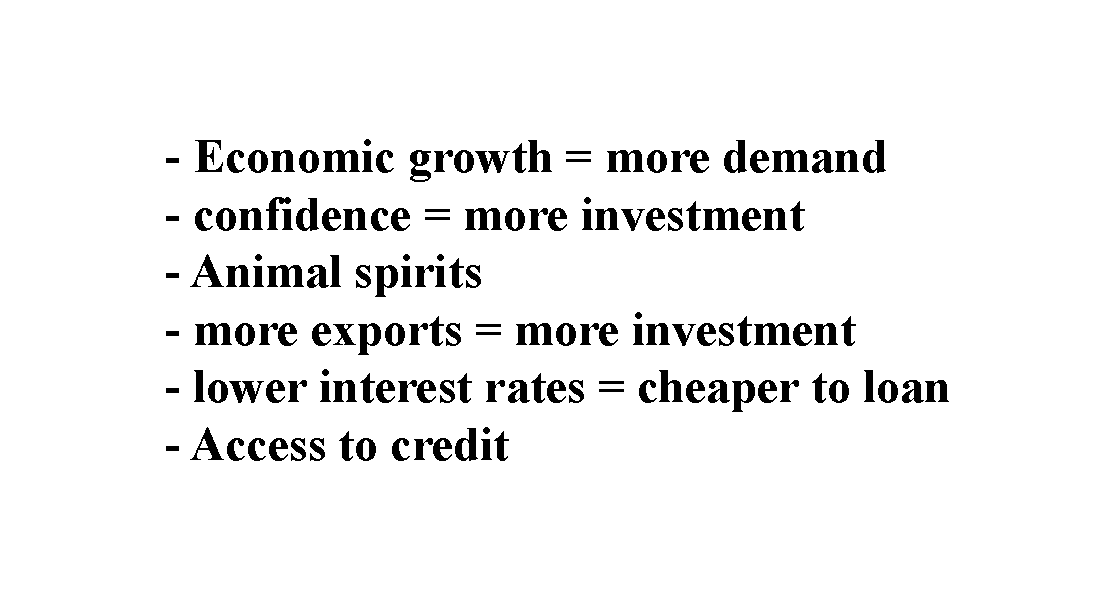 - Economic growth = more demand
- confidence = more investment
- Animal spirits
- more exports = more investment
- lower interest rates = cheaper to loan
- Access to credit